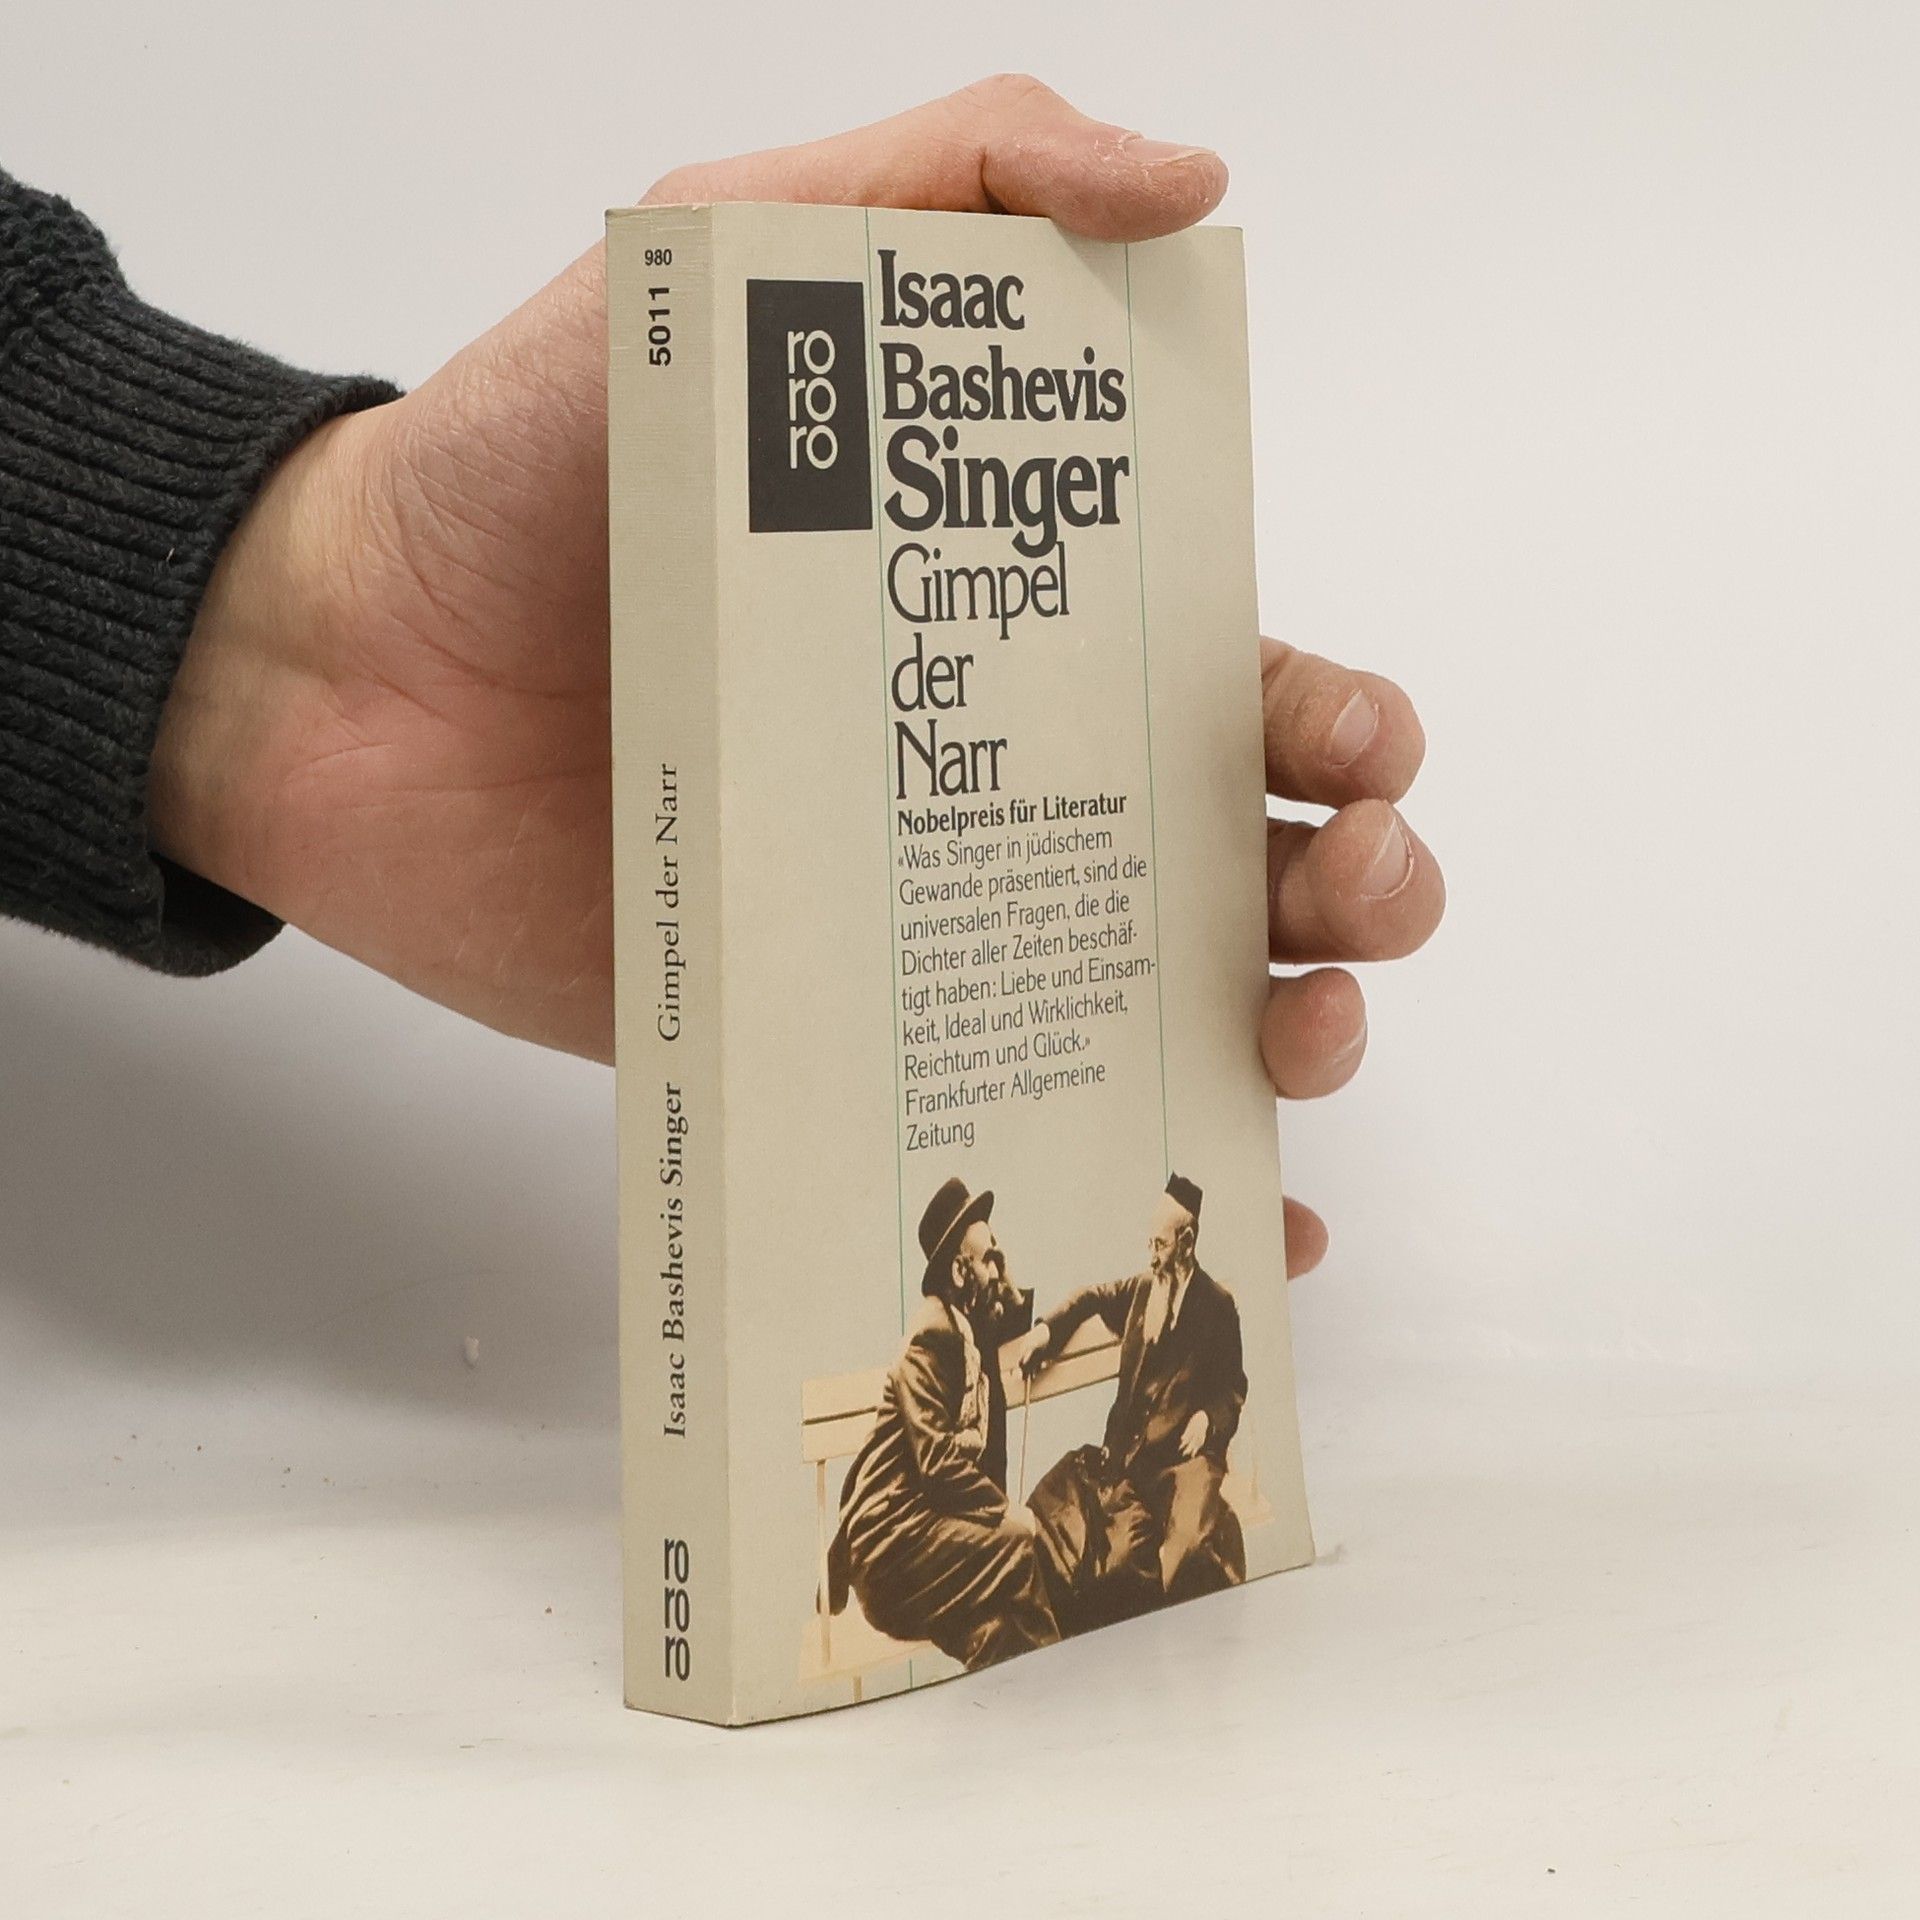 980
5011
Isaac Bashevis Singer Gimpel der Narr
ro
ro
ro
ro
ro
ro
Isaac
Bashevis
Singer
Gimpel
der
Narr
Nobelpreis für Literatur
«Was Singer in jüdischem
Gewande präsentiert, sind die
universalen Fragen, die die
Dichter aller Zeiten beschäf-
tigt haben: Liebe und Einsam-
keit, Ideal und Wirklichkeit,
Reichtum und Glück.»
Frankfurter Allgemeine
Zeitung